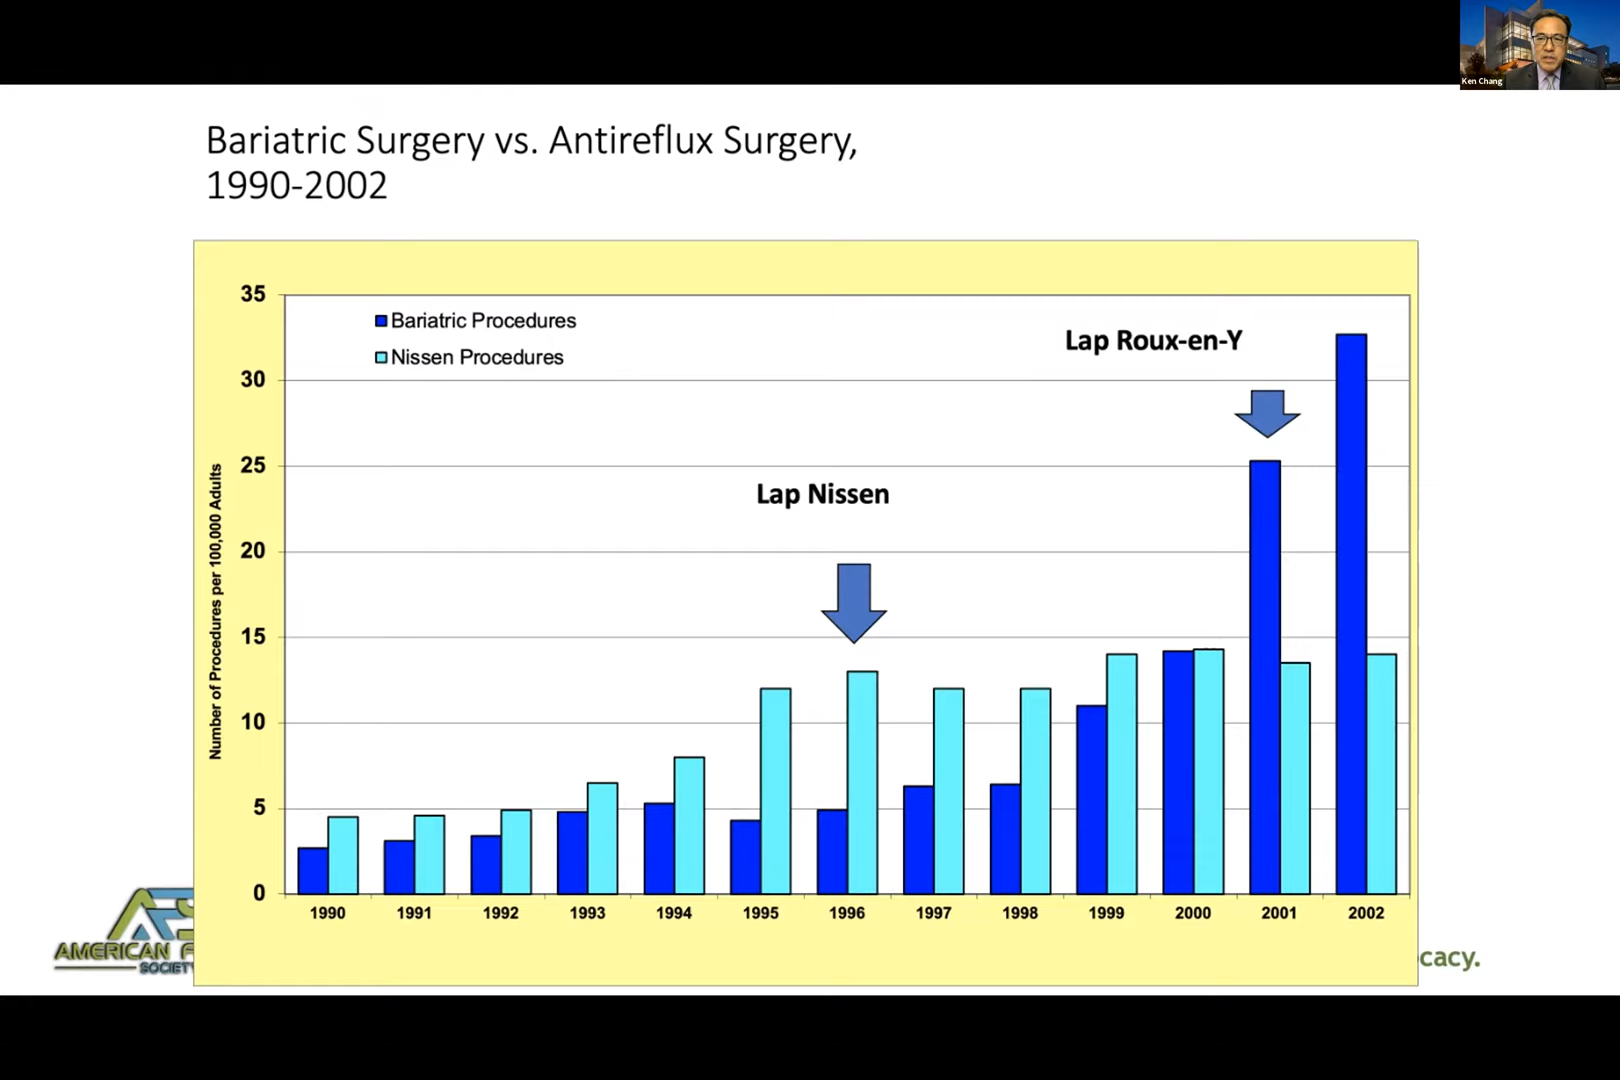 Ken Chang
Bariatric Surgery vs. Antireflux Surgery,
1990-2002
Bariatric Procedures
Nissen Procedures
Lap Roux-en-Y
Lap Nissen
Number of Procedures per 100,000 Adults
35
30
25
20
15
10
5
0
1990 1991 1992 1993 1994 1995 1996 1997 1998 1999 2000 2001 2002
AMERICAN F
SOCIETY
cacy.